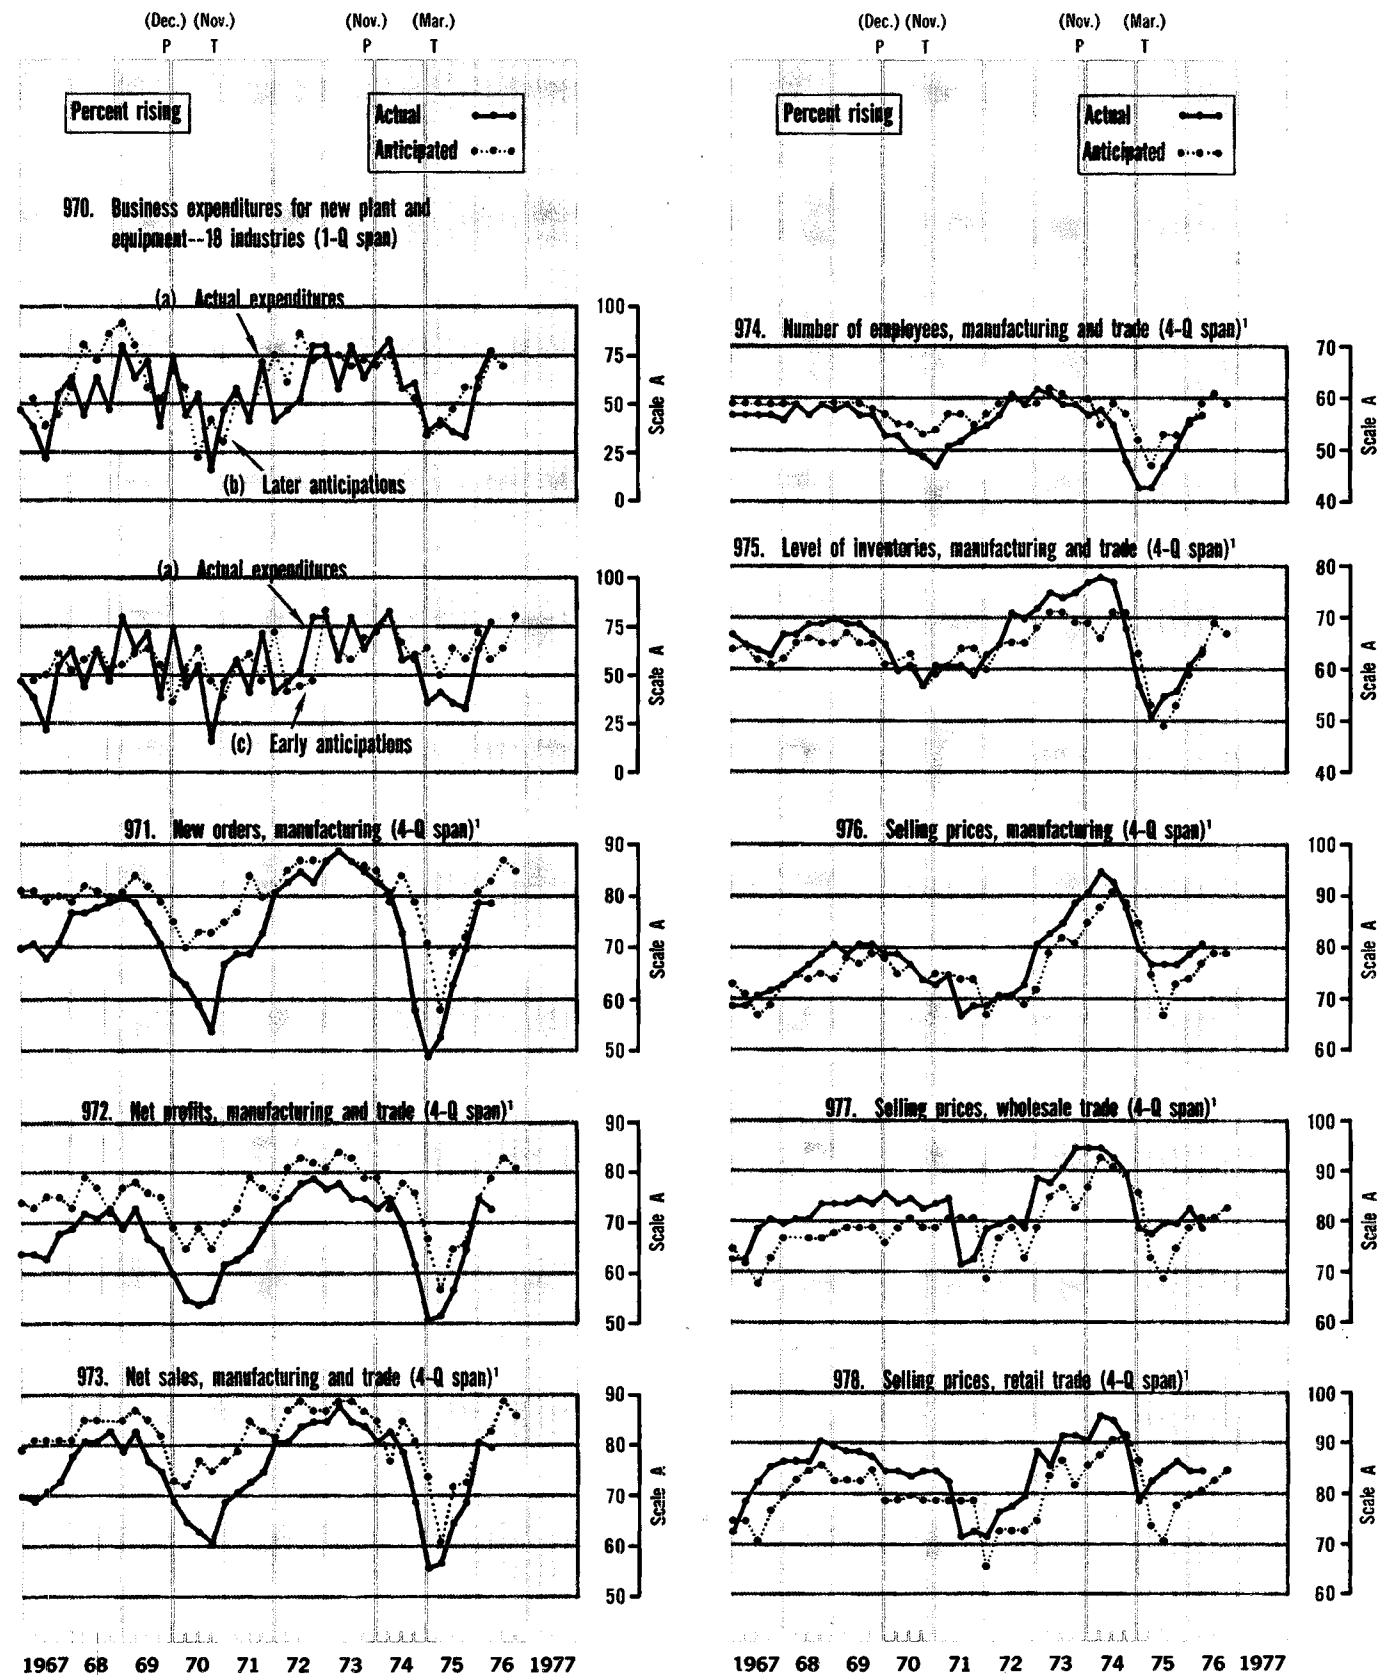 (Dec.) (Nov.) (Nov.) (Mar.)
P T P T
Percent rising
Actual
Anticipated
970. Business expenditures for new plant and
equipment--18 industries (1-Q span)
(a) Actual expenditures
100
75
50
25
0
Scale A
(b) Later anticipations
(a) Actual expenditures
100
75
50
25
0
Scale A
(c) Early anticipations
971. New orders, manufacturing (4-Q span)¹
90
80
70
60
50
Scale A
972. Net profits, manufacturing and trade (4-Q span)¹
90
80
70
60
50
Scale A
973. Net sales, manufacturing and trade (4-Q span)¹
90
80
70
60
50
Scale A
1967 68 69 70 71 72 73 74 75 76 1977
(Dec.) (Nov.) (Nov.) (Mar.)
P T P T
Percent rising
Actual
Anticipated
974. Number of employees, manufacturing and trade (4-Q span)¹
70
60
50
40
Scale A
975. Level of inventories, manufacturing and trade (4-Q span)¹
80
70
60
50
40
Scale A
976. Selling prices, manufacturing (4-Q span)¹
100
90
80
70
60
Scale A
977. Selling prices, wholesale trade (4-Q span)¹
100
90
80
70
60
Scale A
978. Selling prices, retail trade (4-Q span)¹
100
90
80
70
60
Scale A
1967 68 69 70 71 72 73 74 75 76 1977